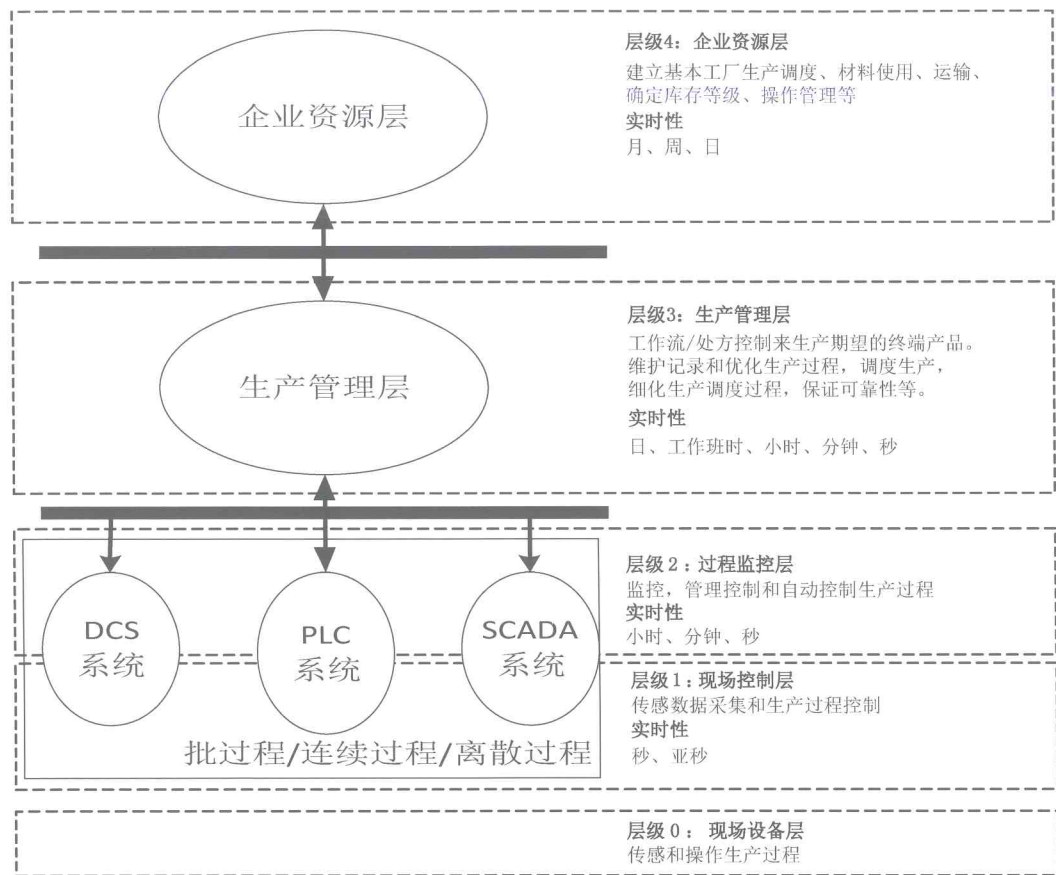 企业资源层
层级4：企业资源层
建立基本工厂生产调度、材料使用、运输、
确定库存等级、操作管理等
实时性
月、周、日
生产管理层
层级3：生产管理层
工作流/处方控制来生产期望的终端产品。
维护记录和优化生产过程，调度生产，
细化生产调度过程，保证可靠性等。
实时性
日、工作班时、小时、分钟、秒
DCS
系统
PLC
系统
SCADA
系统
批过程/连续过程/离散过程
层级 2：过程监控层
监控，管理控制和自动控制生产过程
实时性
小时、分钟、秒
层级 1：现场控制层
传感数据采集和生产过程控制
实时性
秒、亚秒
层级 0： 现场设备层
传感和操作生产过程